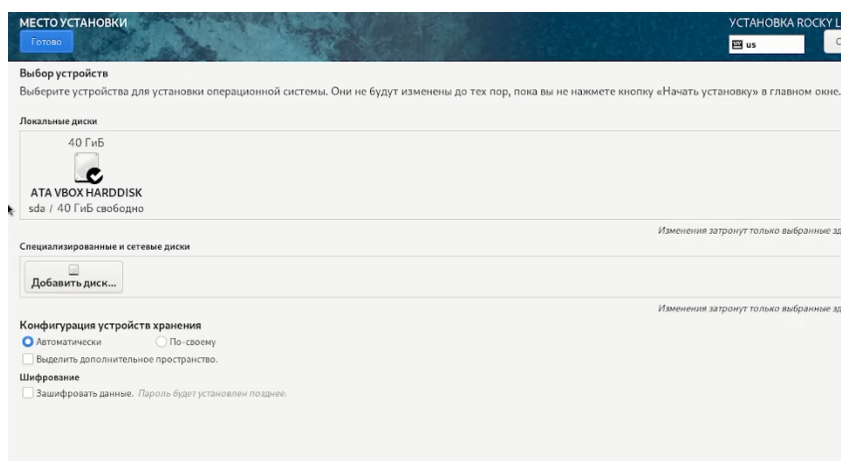 МЕСТО УСТАНОВКИ
УСТАНОВКА ROCKY L
Готово
us
Выбор устройств
Выберите устройства для установки операционной системы. Они не будут изменены до тех пор, пока вы не нажмете кнопку «Начать установку» в главном окне.
Локальные диски
40 ГиБ
ATA VBOX HARDDISK
sda / 40 ГиБ свободно
Изменения затронут только выбранные зд
Специализированные и сетевые диски
Добавить диск...
Изменения затронут только выбранные зд
Конфигурация устройств хранения
Автоматически По-своему
Выделить дополнительное пространство.
Шифрование
Зашифровать данные. Пароль будет установлен позднее.